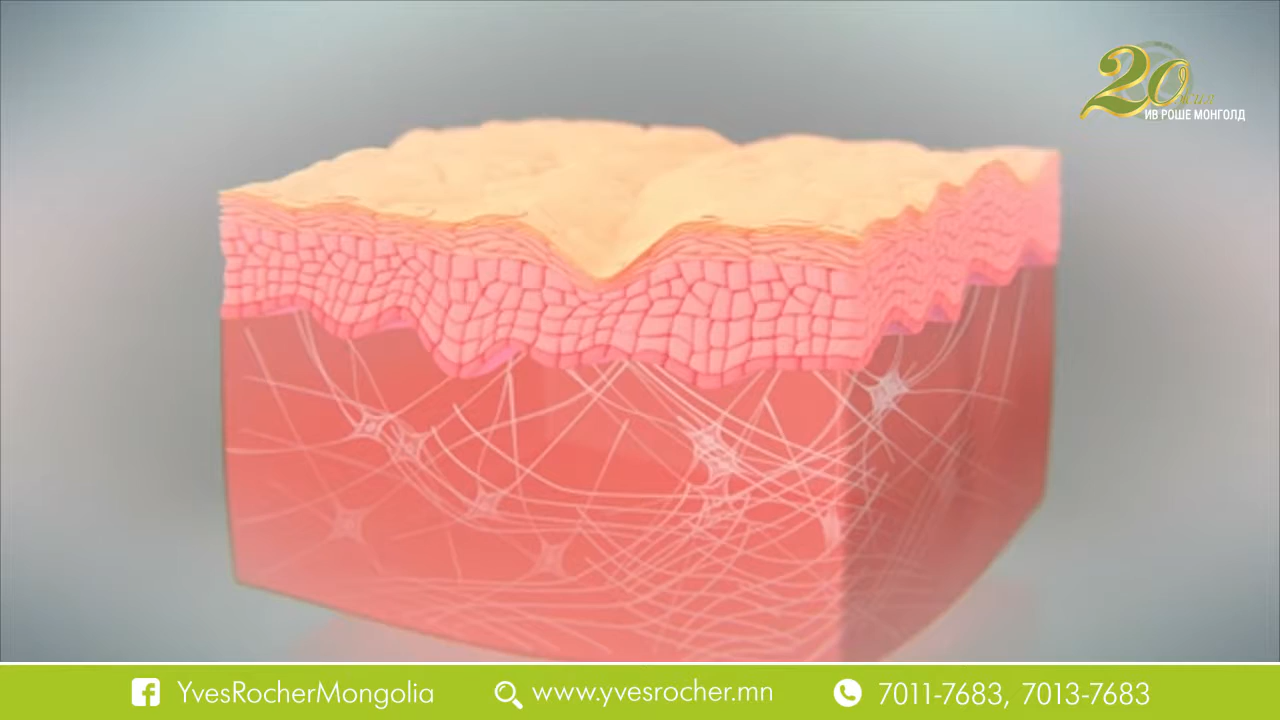 20
ИВ РОШЕ МОНГОЛД
YvesRocherMongolia
www.yvesrocher.mn
7011-7683, 7013-7683